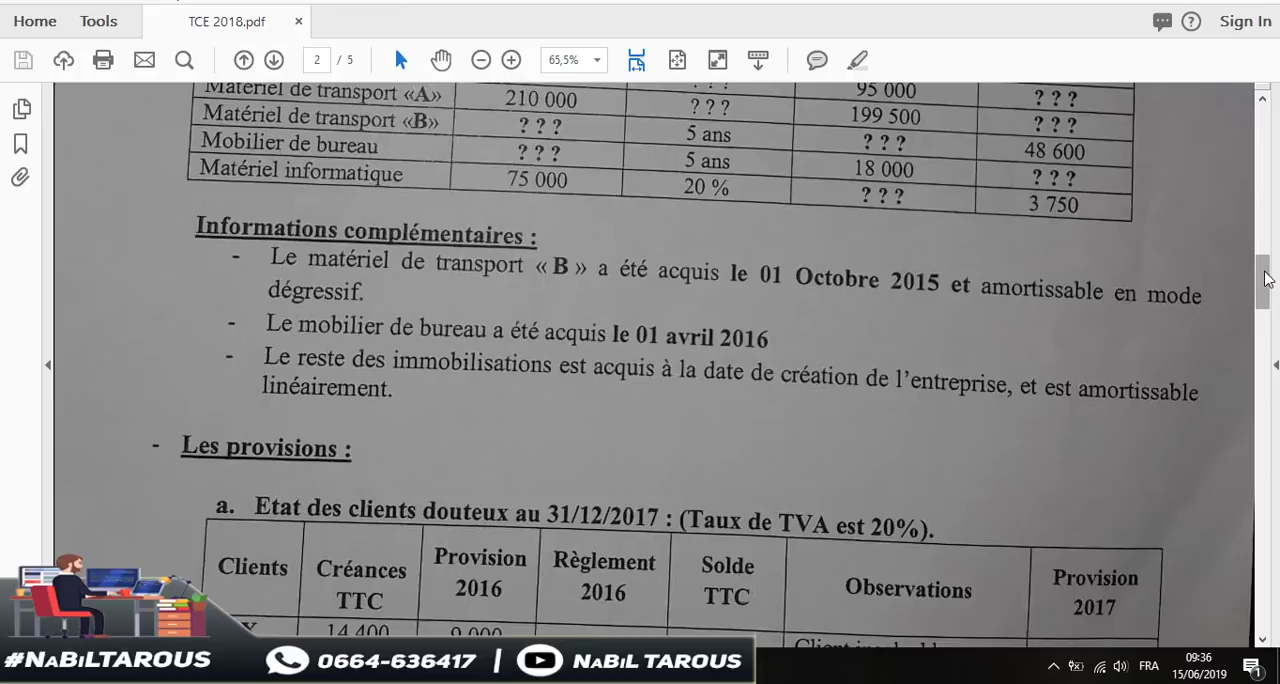 Home Tools TCE 2018.pdf × Sign In
2 / 5 65,5%
Matériel de transport «A» 210 000 ? ? ? 95 000 ? ? ?
Matériel de transport «B» ? ? ? 5 ans 199 500 ? ? ?
Mobilier de bureau ? ? ? 5 ans ? ? ? 48 600
Matériel informatique 75 000 20 % 18 000 ? ? ?
? ? ? 3 750
Informations complémentaires :
- Le matériel de transport « B » a été acquis le 01 Octobre 2015 et amortissable en mode
dégressif.
- Le mobilier de bureau a été acquis le 01 avril 2016
- Le reste des immobilisations est acquis à la date de création de l'entreprise, et est amortissable
linéairement.
- Les provisions :
a. Etat des clients douteux au 31/12/2017 : (Taux de TVA est 20%).
Clients Créances TTC Provision 2016 Règlement 2016 Solde TTC Observations Provision 2017
14 400 9 000
#NABILTAROUS 0664-636417 | NABIL TAROUS
FRA 09:36
15/06/2019 1